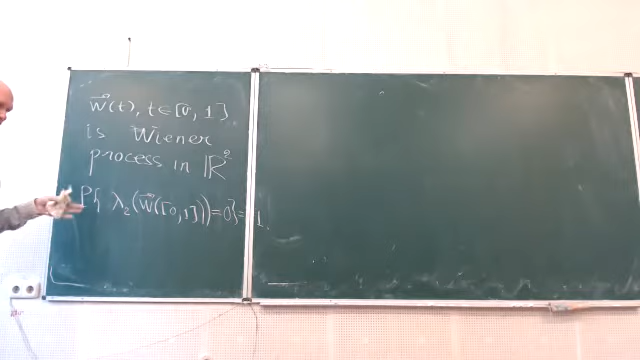 w⃗(t), t∈[0, 1]
is Wiener
process in ℝ²
P{ λ₂(w⃗([0,1]))=0}=1.